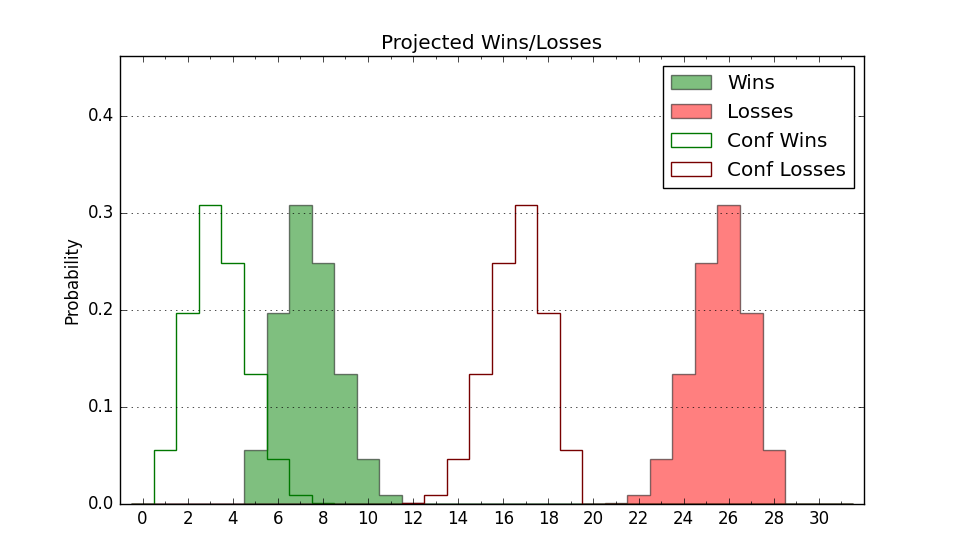 Projected Wins/Losses
Wins
Losses
Conf Wins
Conf Losses
Probability
0.4
0.3
0.2
0.1
0.0
0 2 4 6 8 10 12 14 16 18 20 22 24 26 28 30